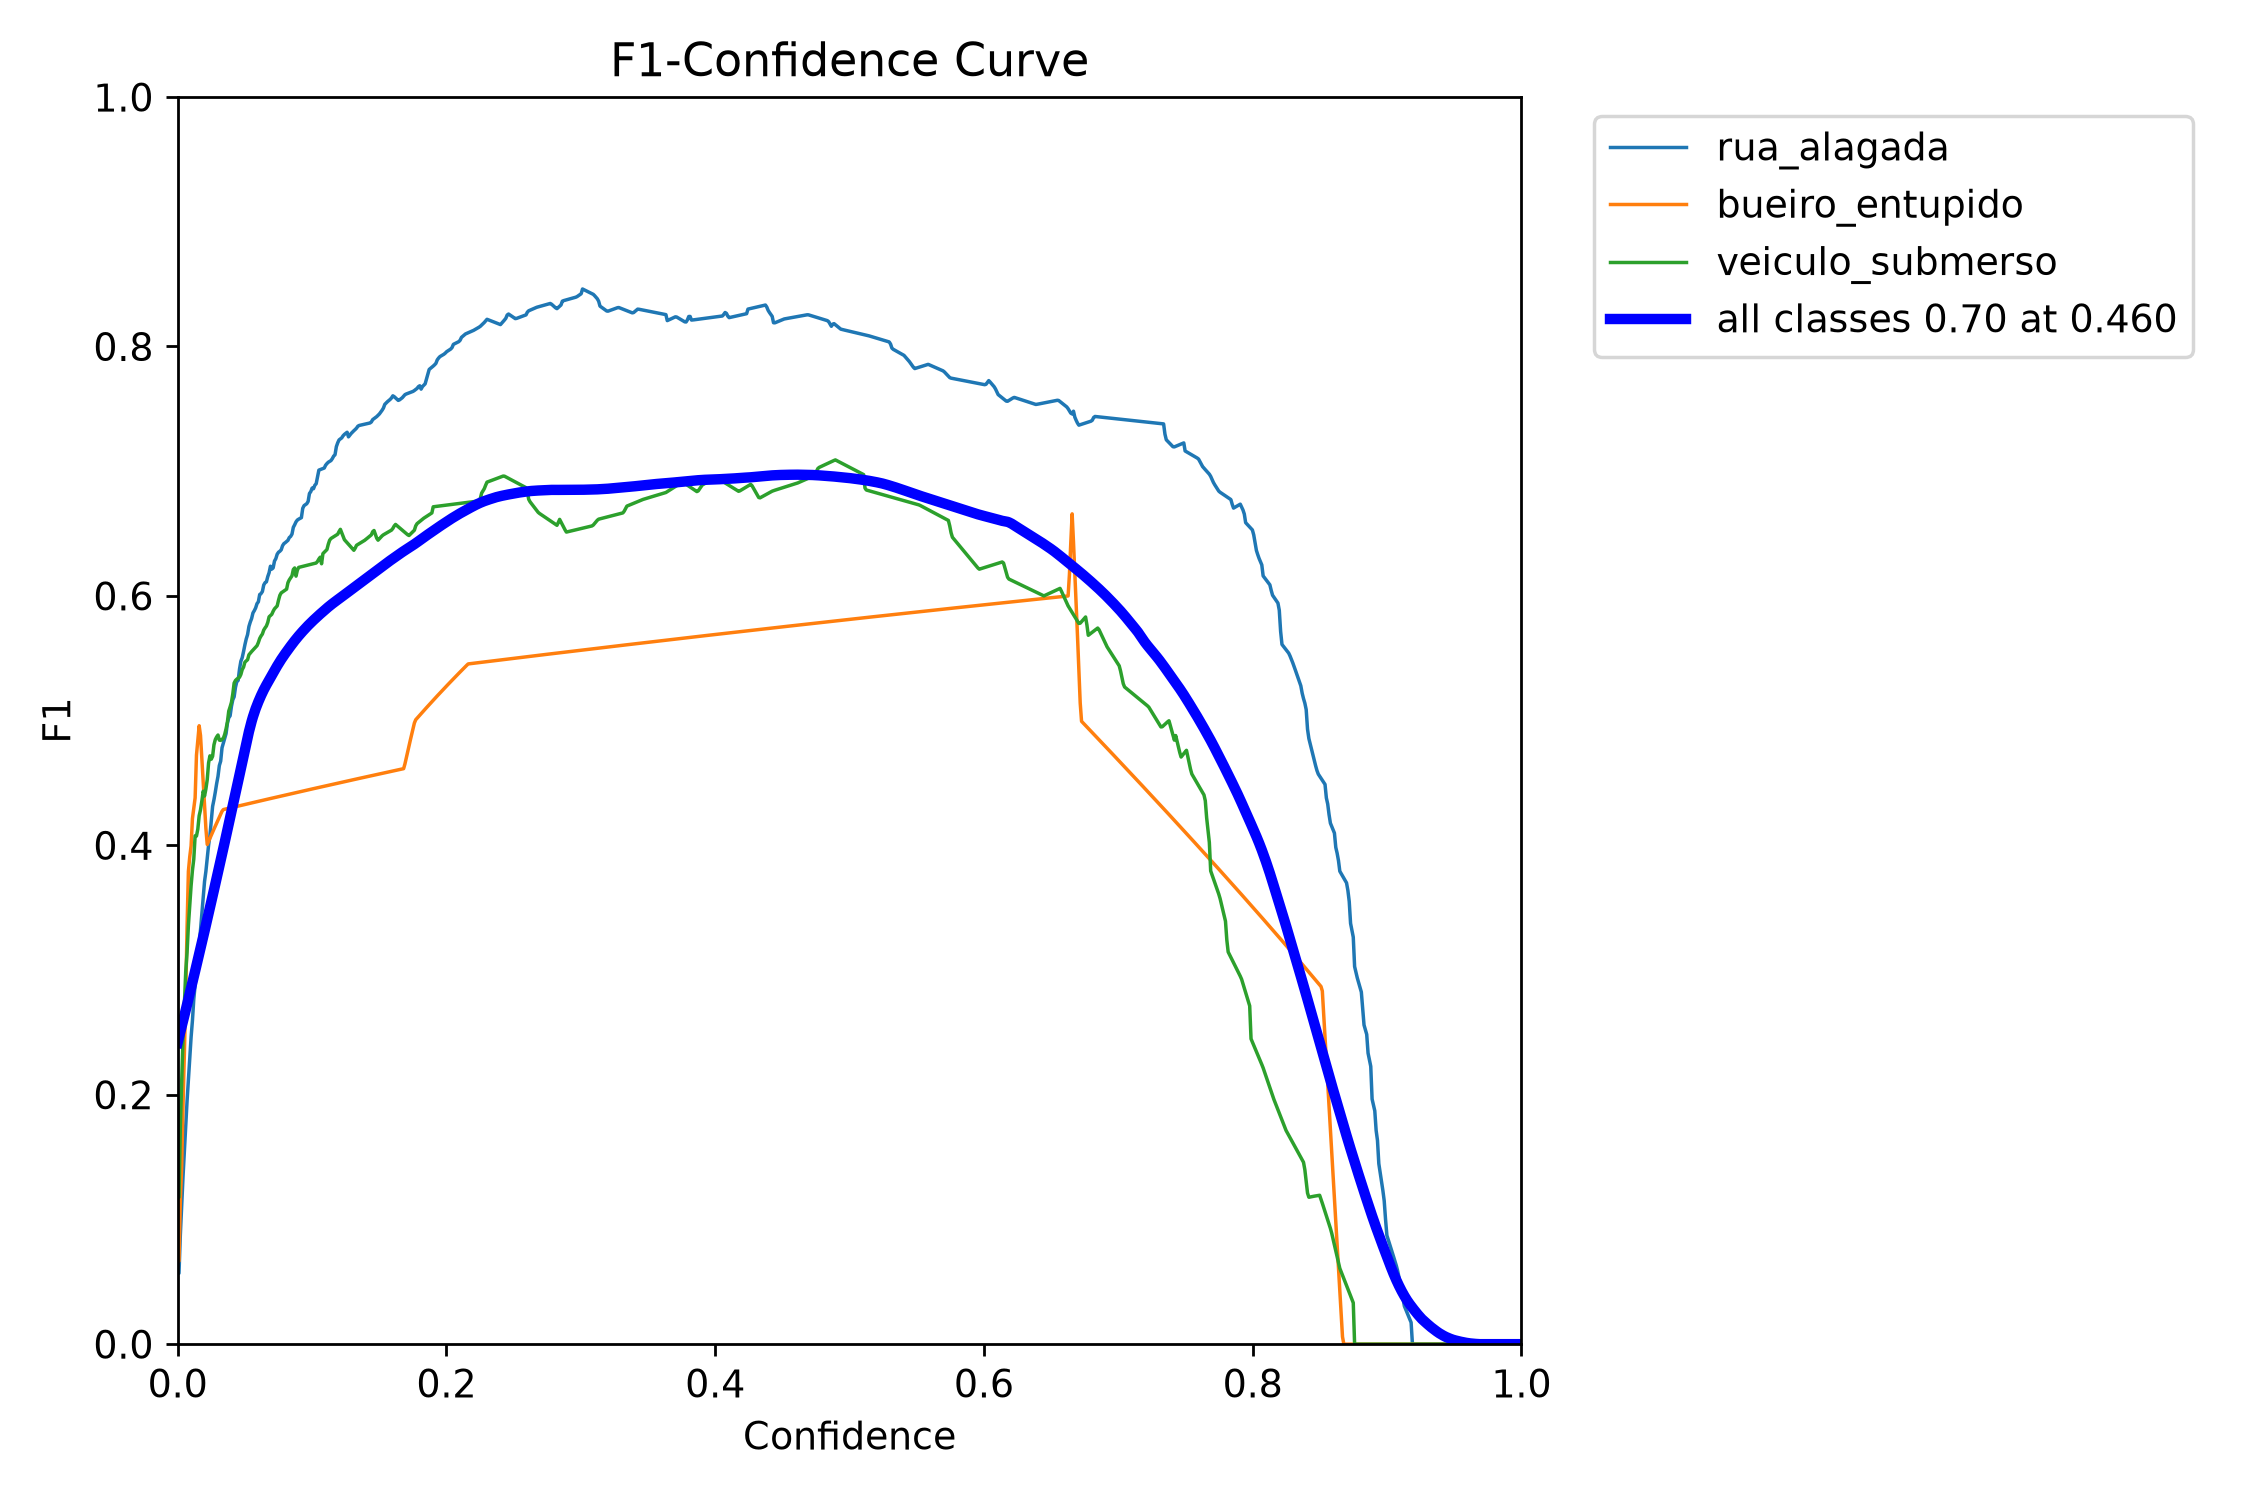 F1-Confidence Curve
1.0
0.8
0.6
0.4
0.2
0.0
F1
0.0 0.2 0.4 0.6 0.8 1.0
Confidence
rua_alagada
bueiro_entupido
veiculo_submerso
all classes 0.70 at 0.460